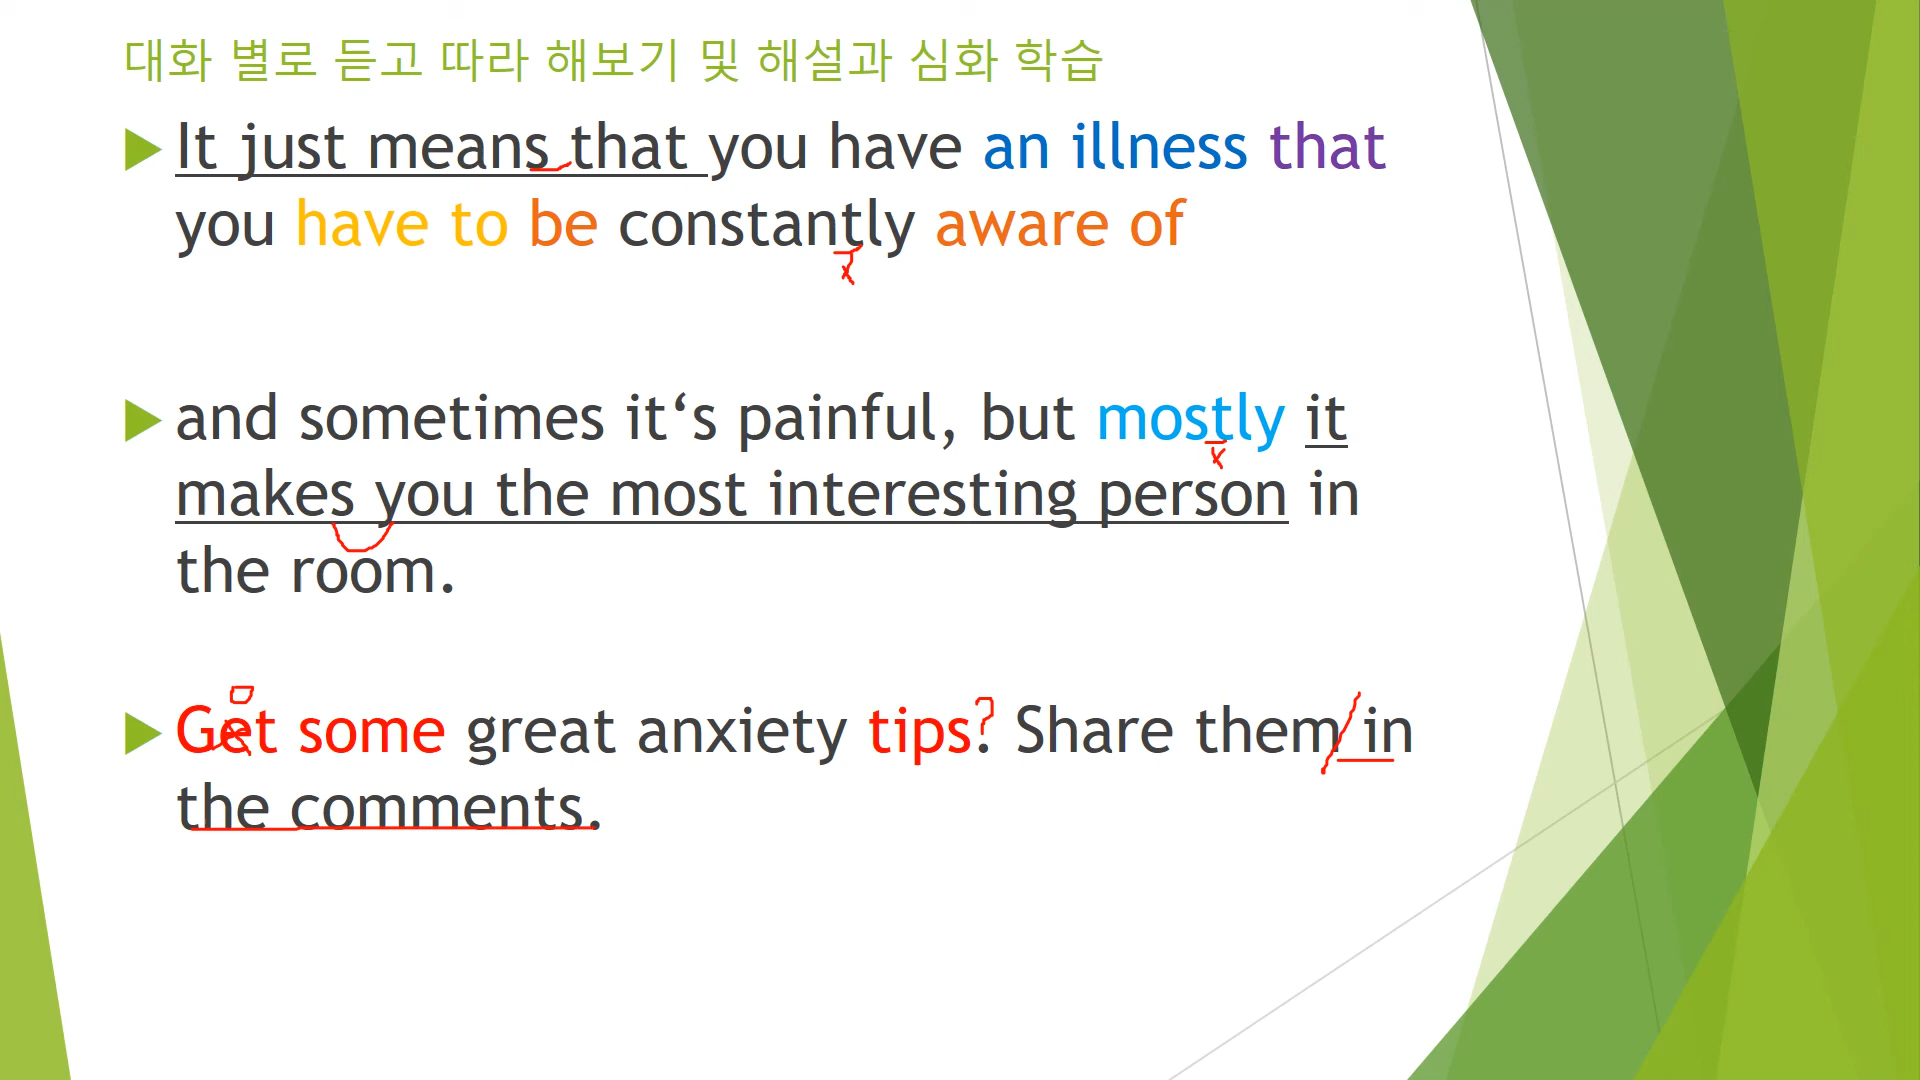 대화 별로 듣고 따라 해보기 및 해설과 심화 학습
It just means that you have an illness that
you have to be constantly aware of
and sometimes it‘s painful, but mostly it
makes you the most interesting person in
the room.
Get some great anxiety tips? Share them in
the comments.